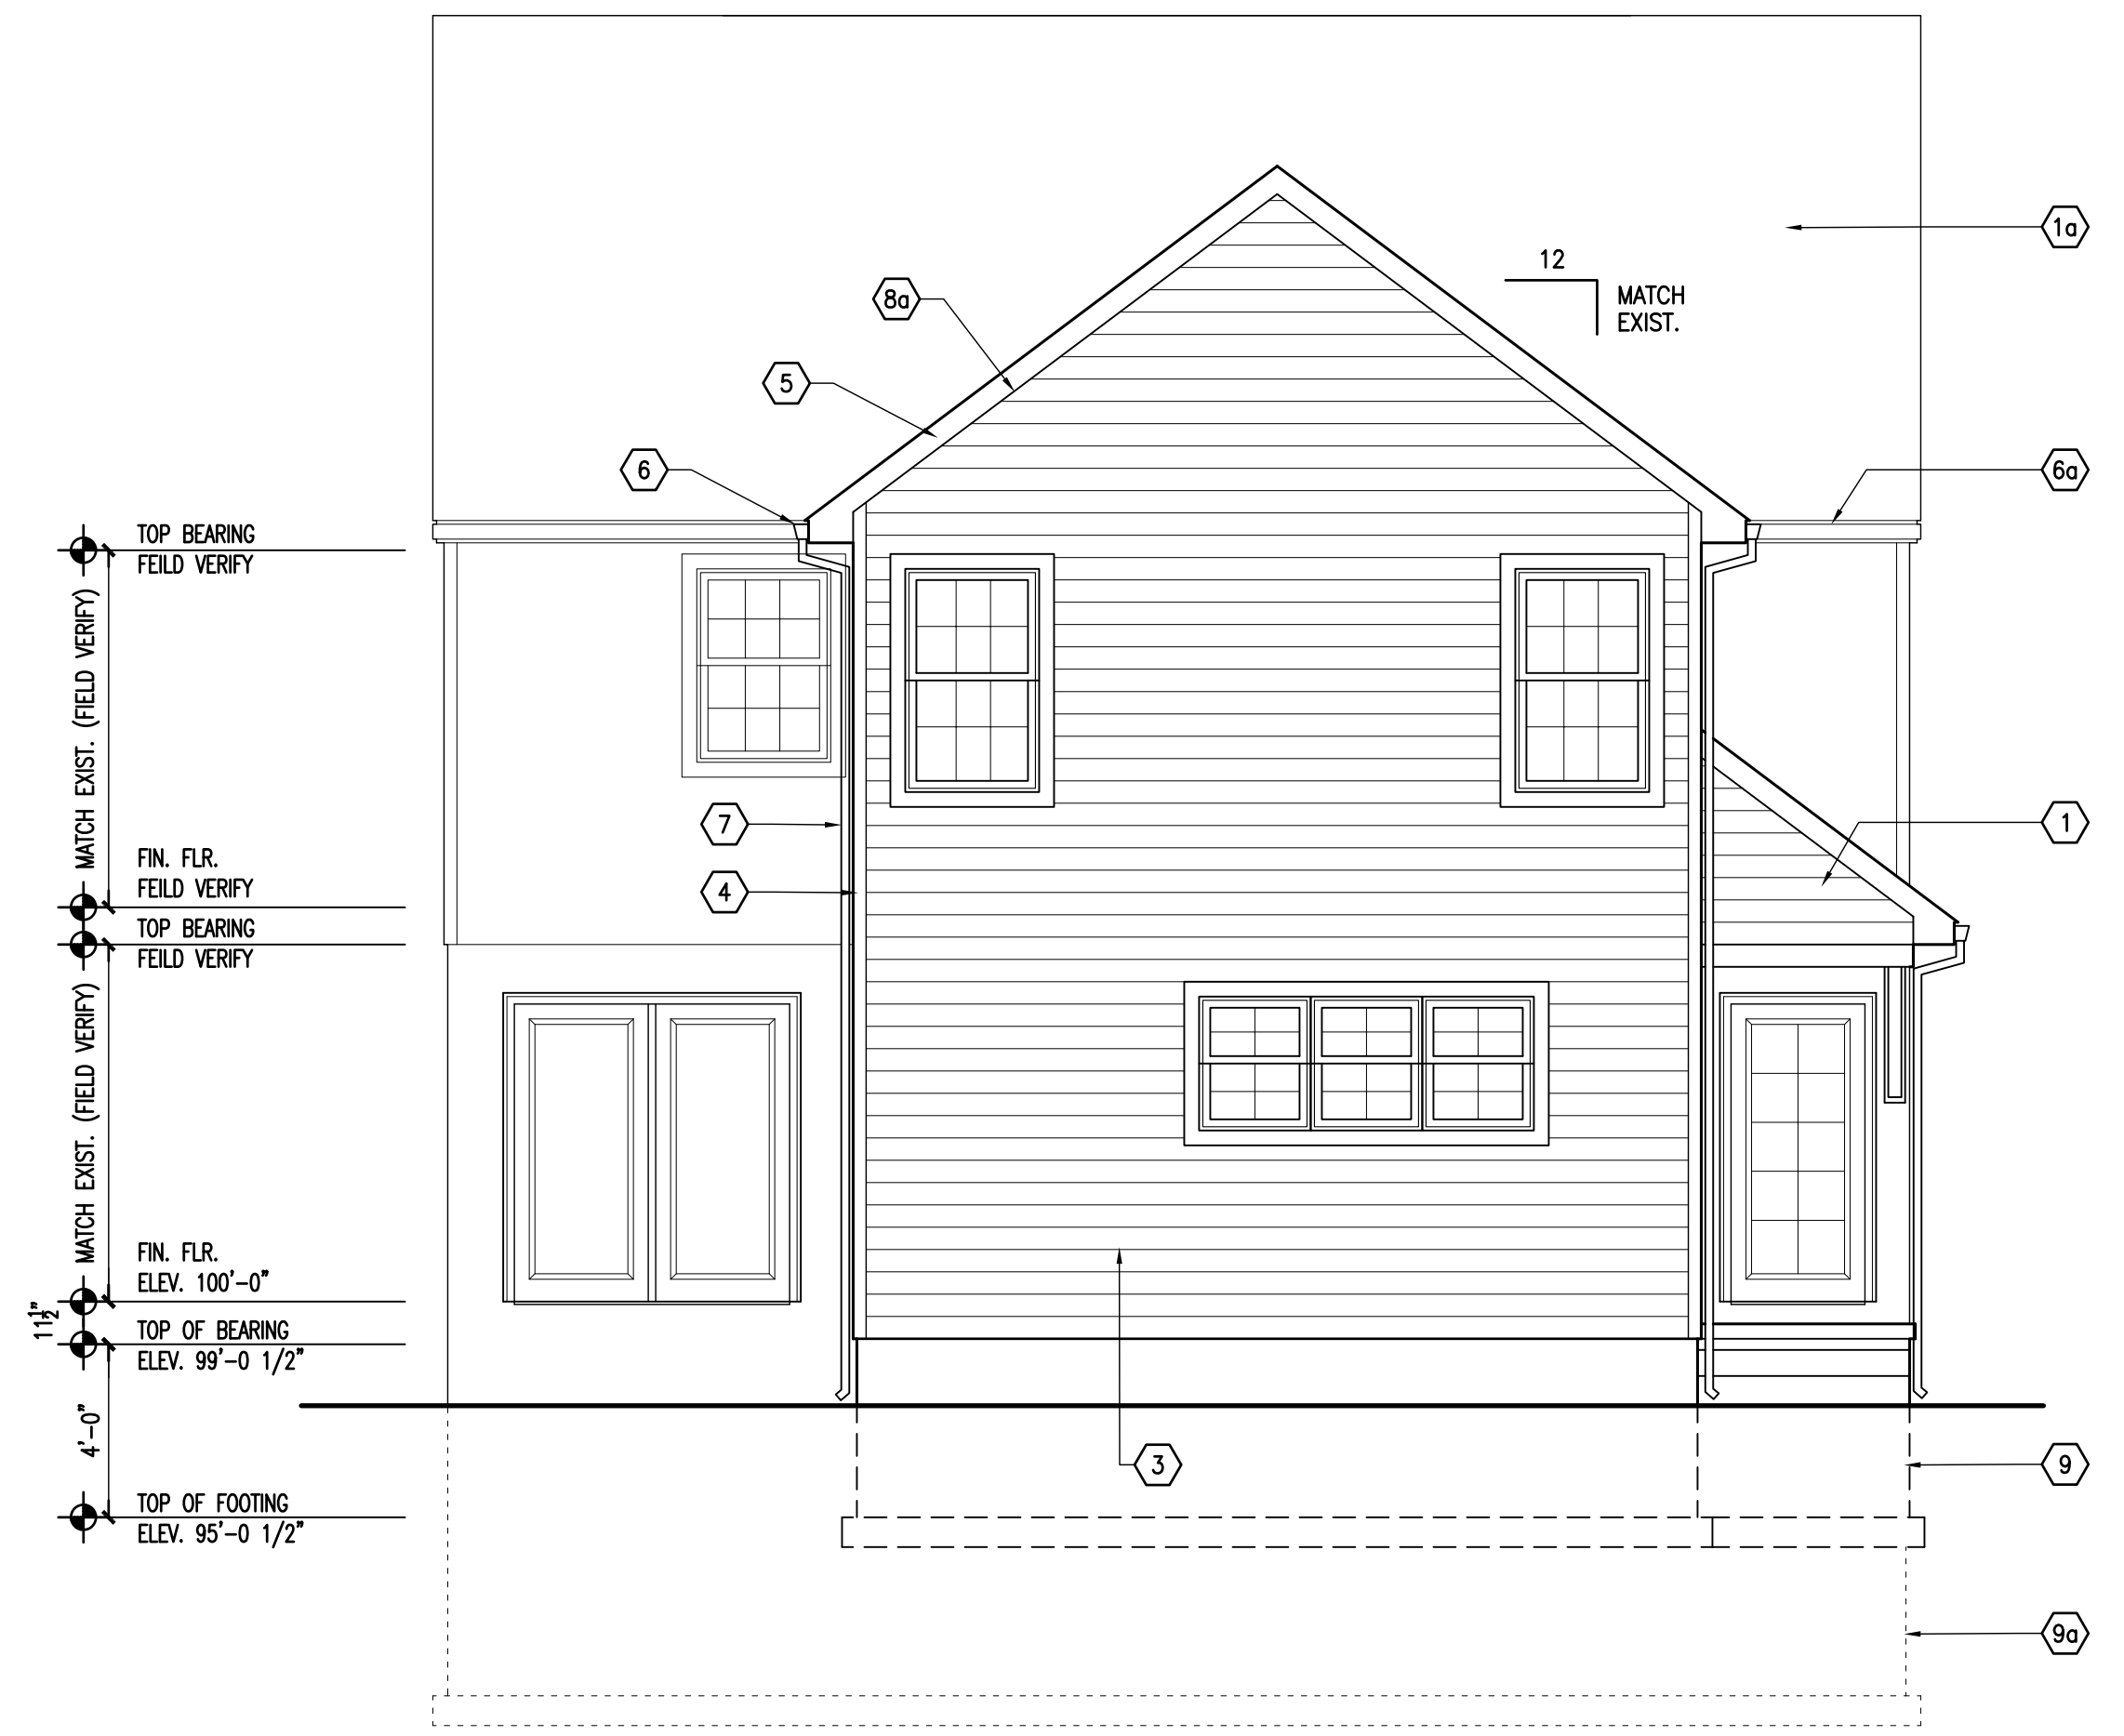 1a
12
MATCH
EXIST.
8a
5
6
6a
TOP BEARING
FEILD VERIFY
MATCH EXIST. (FIELD VERIFY)
7
1
FIN. FLR.
FEILD VERIFY
4
TOP BEARING
FEILD VERIFY
MATCH EXIST. (FIELD VERIFY)
FIN. FLR.
ELEV. 100'-0"
11 1/2"
TOP OF BEARING
ELEV. 99'-0 1/2"
4'-0"
3
9
TOP OF FOOTING
ELEV. 95'-0 1/2"
9a